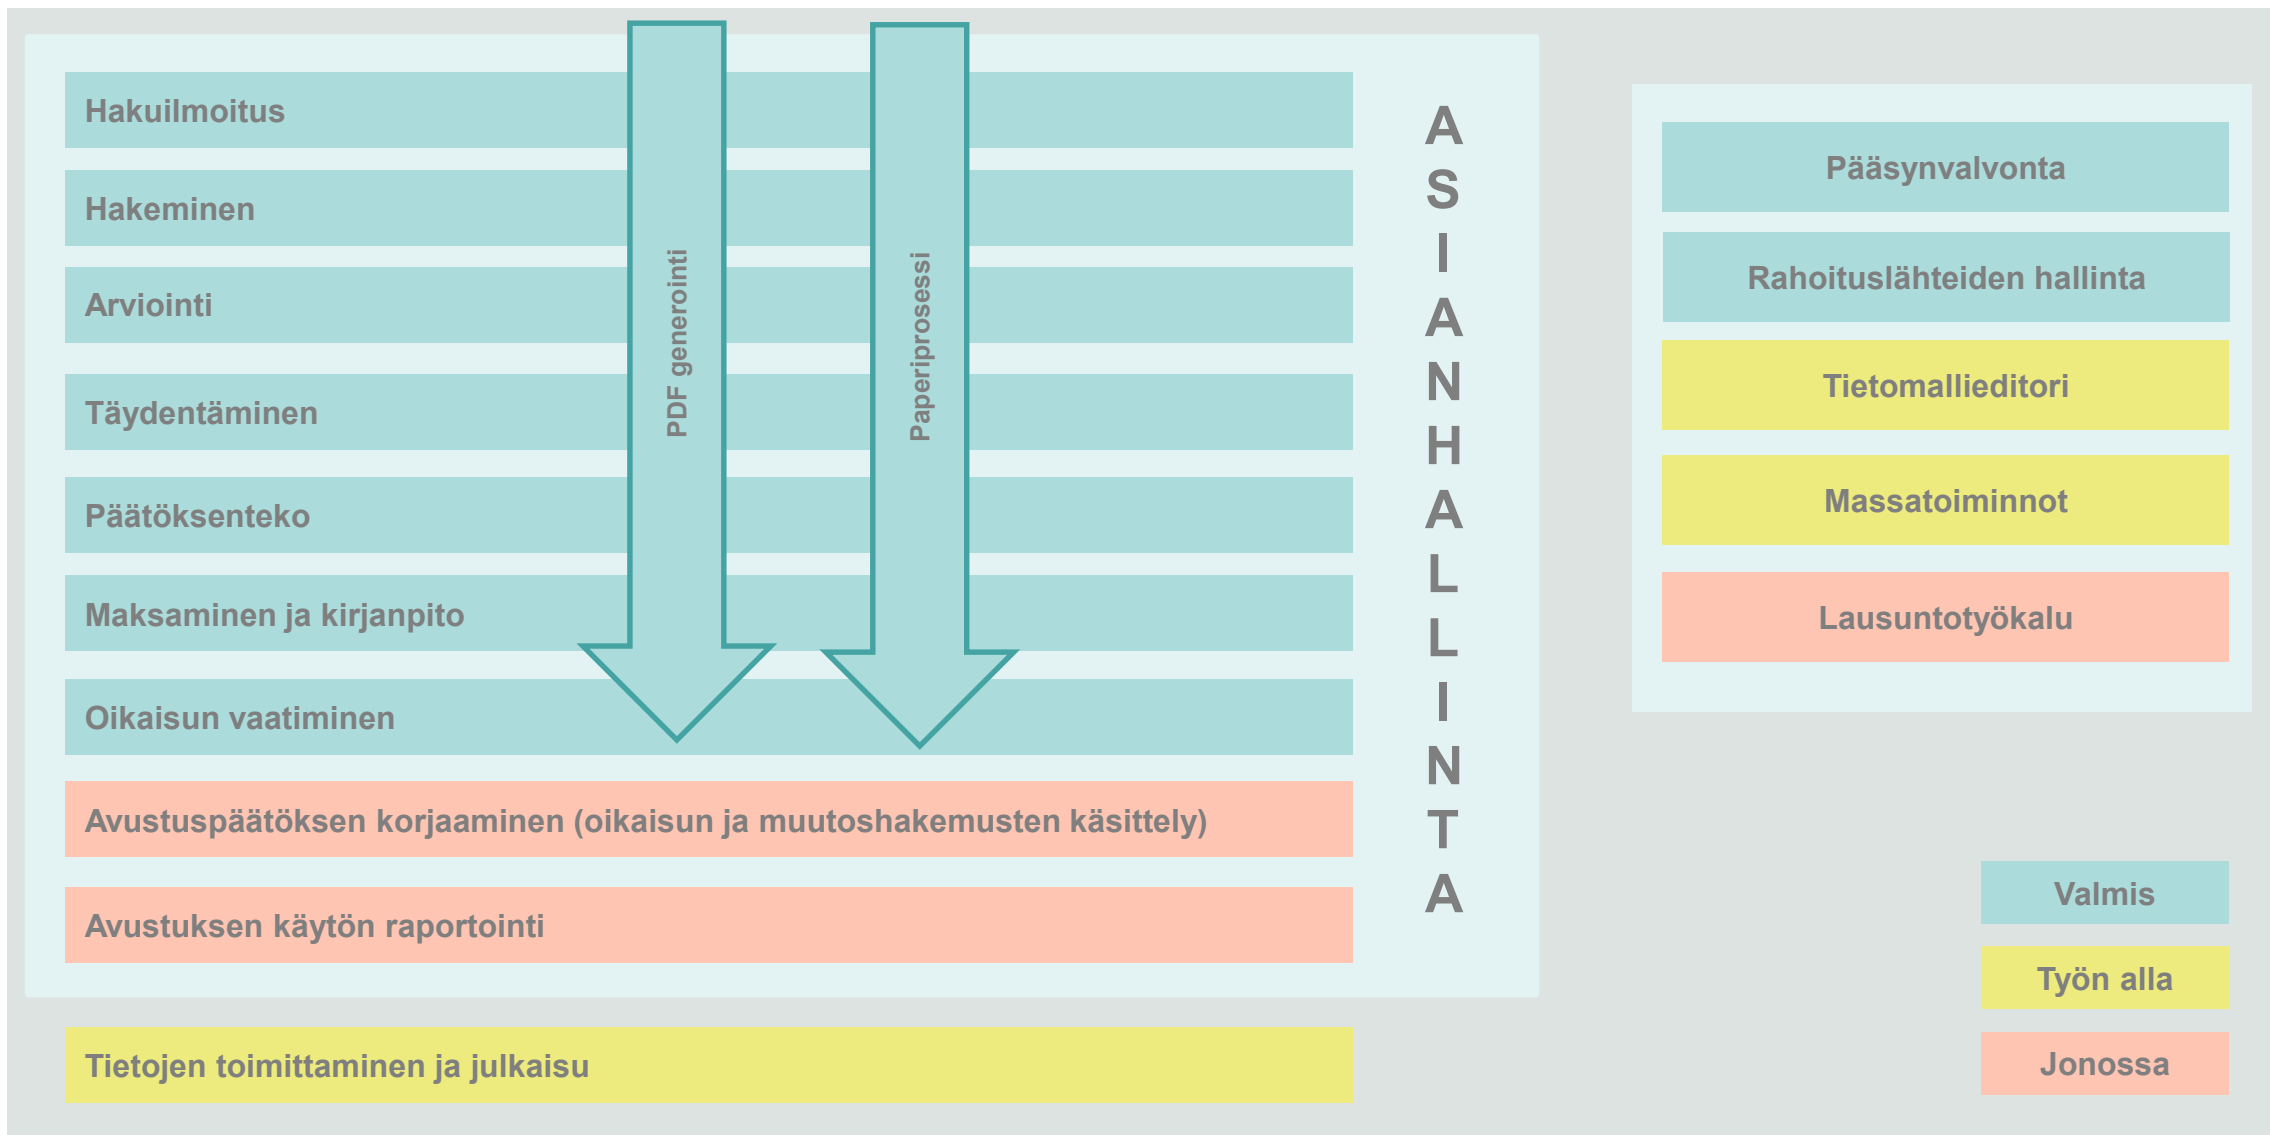 Hakuilmoitus
Hakeminen
Arviointi
Täydentäminen
Päätöksenteko
Maksaminen ja kirjanpito
Oikaisun vaatiminen
Avustuspäätöksen korjaaminen (oikaisun ja muutoshakemusten käsittely)
Avustuksen käytön raportointi
Tietojen toimittaminen ja julkaisu
PDF generointi
Paperiprosessi
ASIANHALLINTA
Pääsynvalvonta
Rahoituslähteiden hallinta
Tietomallieditori
Massatoiminnot
Lausuntotyökalu
Valmis
Työn alla
Jonossa